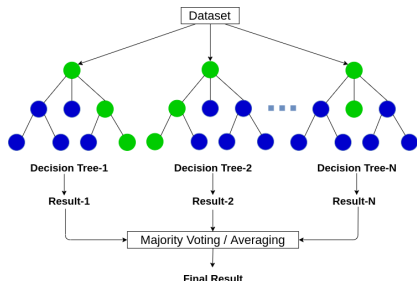 Dataset
Decision Tree-1 Decision Tree-2 Decision Tree-N
Result-1 Result-2 Result-N
Majority Voting / Averaging
Final Result